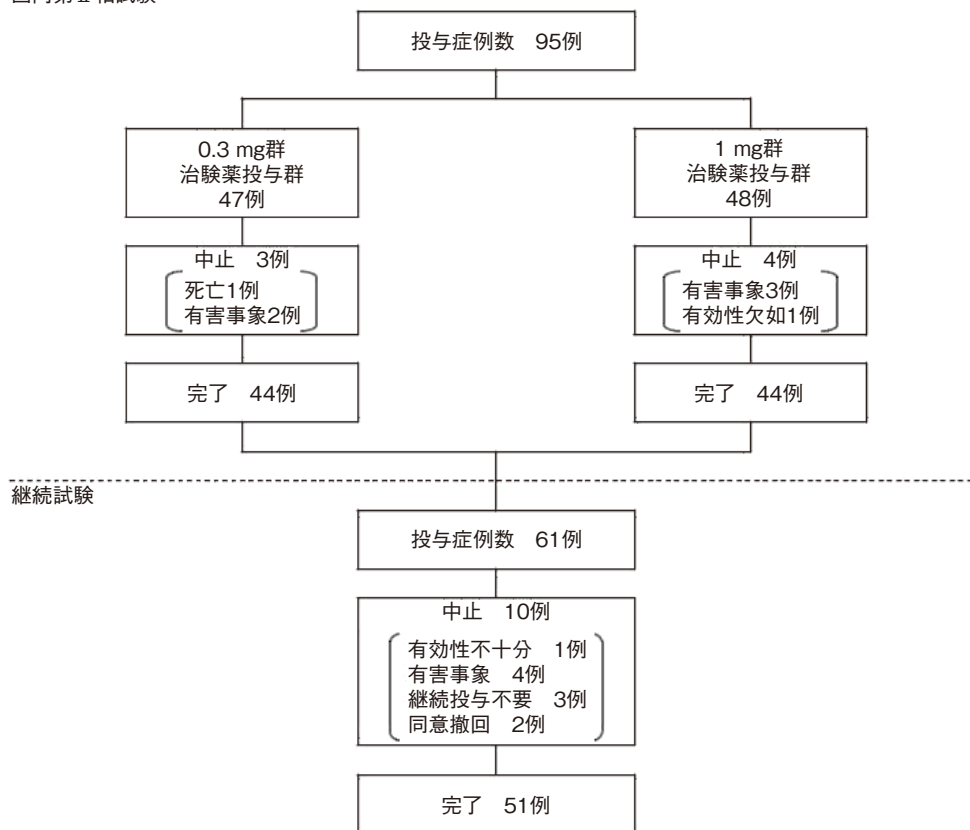 投与症例数 95例
0.3 mg群
治験薬投与群
47例
1 mg群
治験薬投与群
48例
中止 3例
死亡1例
有害事象2例
中止 4例
有害事象3例
有効性欠如1例
完了 44例
完了 44例
継続試験
投与症例数 61例
中止 10例
有効性不十分 1例
有害事象 4例
継続投与不要 3例
同意撤回 2例
完了 51例